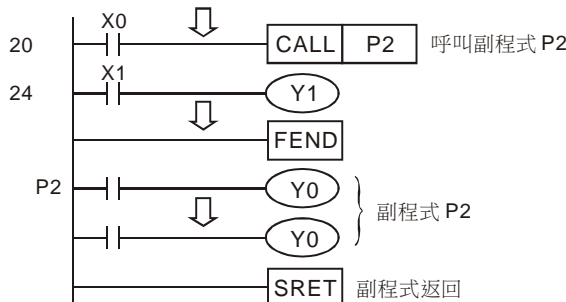 X0
20 CALL P2 呼叫副程式 P2
X1
24 Y1
FEND
P2 Y0
副程式 P2
Y0
SRET 副程式返回